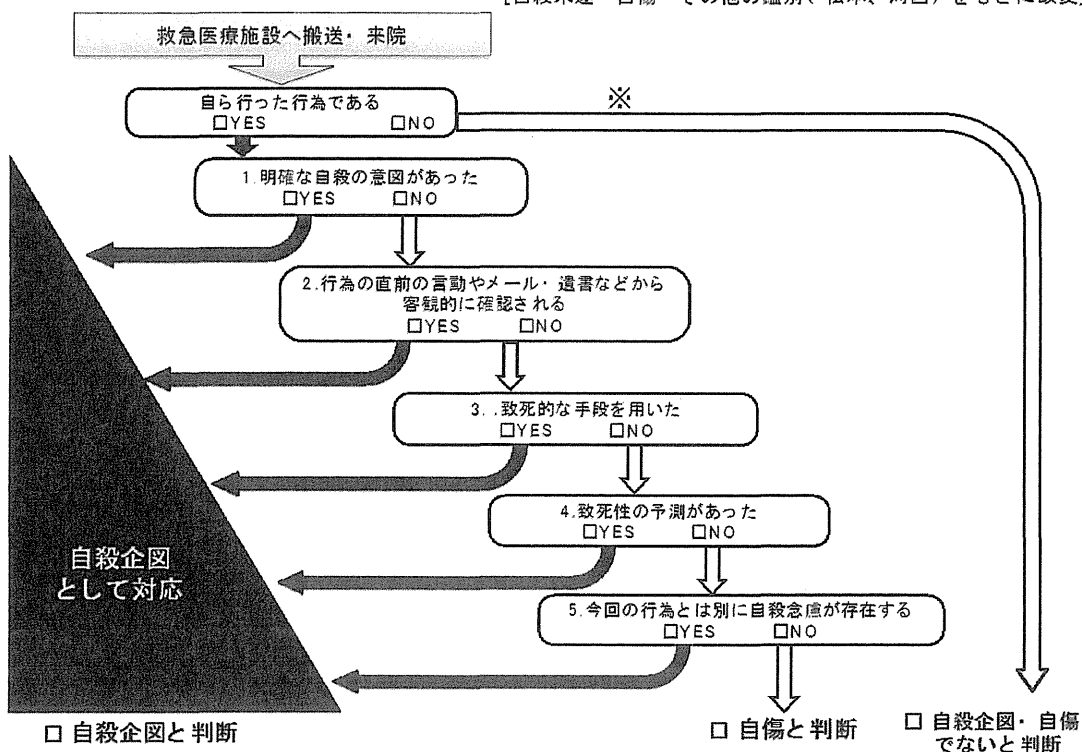 救急医療施設へ搬送・来院
自ら行った行為である
□YES □NO
※
1.明確な自殺の意図があった
□YES □NO
2.行為の直前の言動やメール・遺書などから
客観的に確認される
□YES □NO
3..致死的な手段を用いた
□YES □NO
4.致死性の予測があった
□YES □NO
自殺企図
として対応
5.今回の行為とは別に自殺念慮が存在する
□YES □NO
□ 自殺企図と判断
□ 自傷と判断
□ 自殺企図・自傷
でないと判断